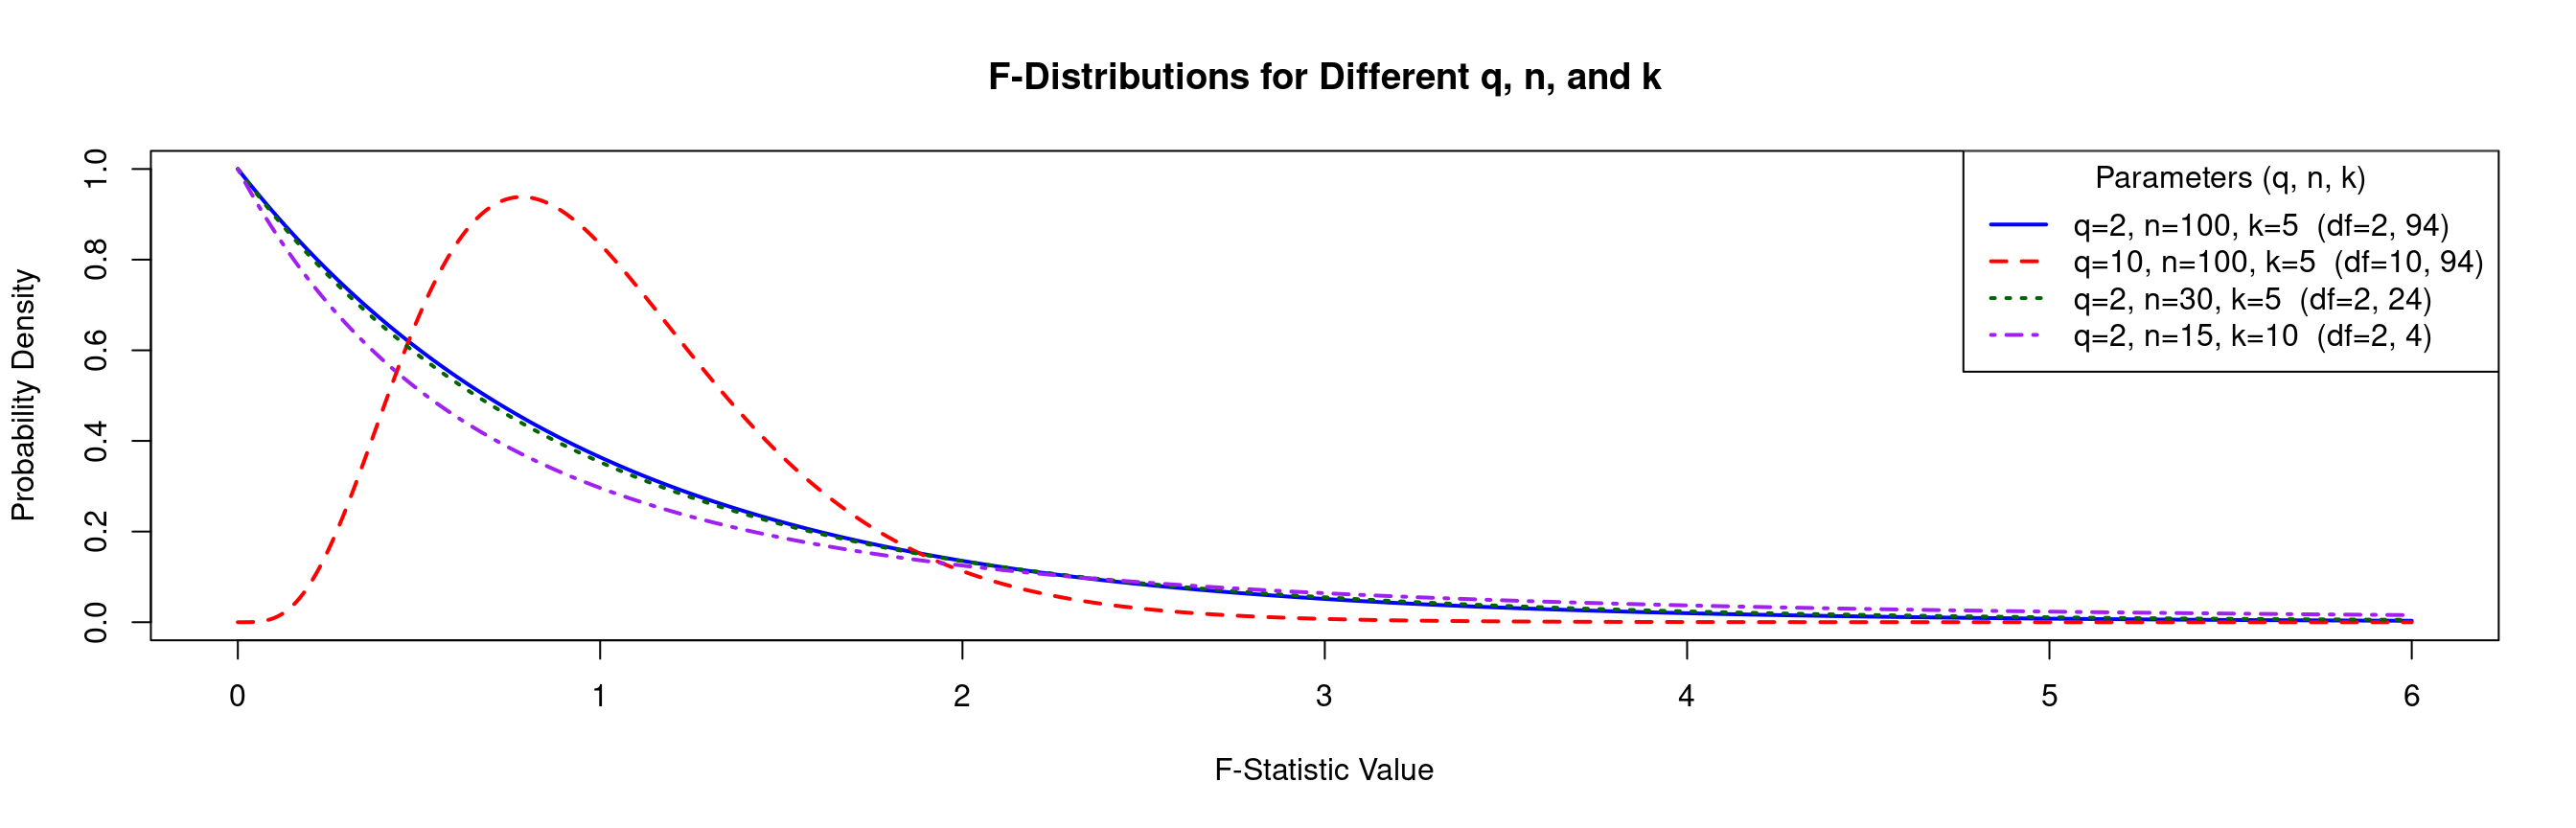 F-Distributions for Different q, n, and k
Probability Density
1.0
0.8
0.6
0.4
0.2
0.0
Parameters (q, n, k)
q=2, n=100, k=5  (df=2, 94)
q=10, n=100, k=5  (df=10, 94)
q=2, n=30, k=5  (df=2, 24)
q=2, n=15, k=10  (df=2, 4)
0 1 2 3 4 5 6
F-Statistic Value